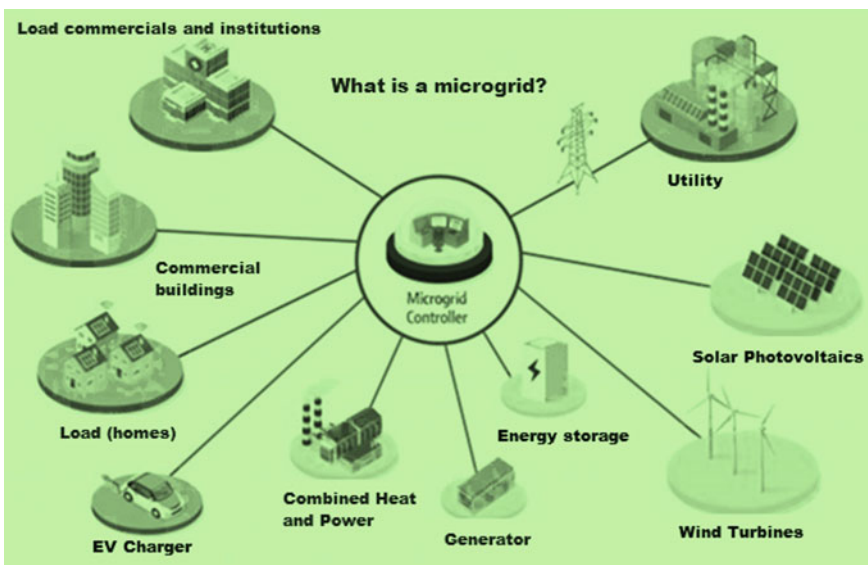 Load commercials and institutions
What is a microgrid?
Utility
Commercial
buildings
Microgrid
Controller
Solar Photovoltaics
Load (homes)
Energy storage
Combined Heat
and Power
Generator
Wind Turbines
EV Charger